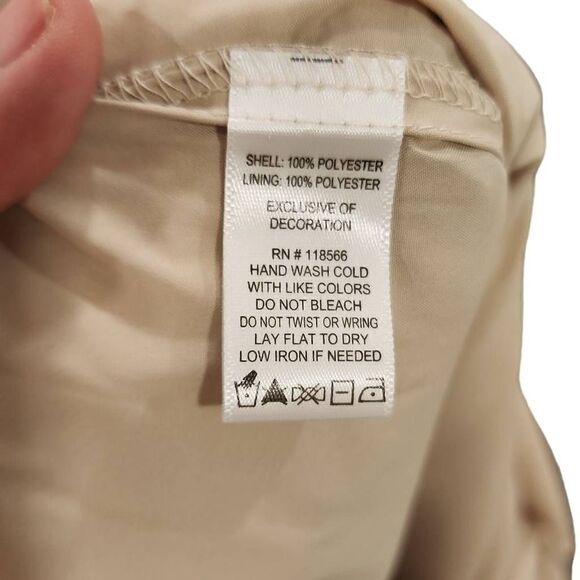 SHELL: 100% POLYESTER
LINING: 100% POLYESTER
EXCLUSIVE OF
DECORATION
RN # 118566
HAND WASH COLD
WITH LIKE COLORS
DO NOT BLEACH
DO NOT TWIST OR WRING
LAY FLAT TO DRY
LOW IRON IF NEEDED